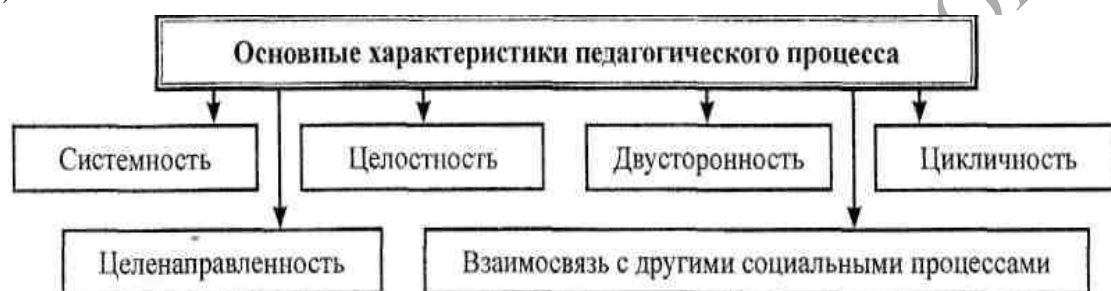 )
Основные характеристики педагогического процесса
Системность
Целостность
Двусторонность
Цикличность
Целенаправленность
Взаимосвязь с другими социальными процессами